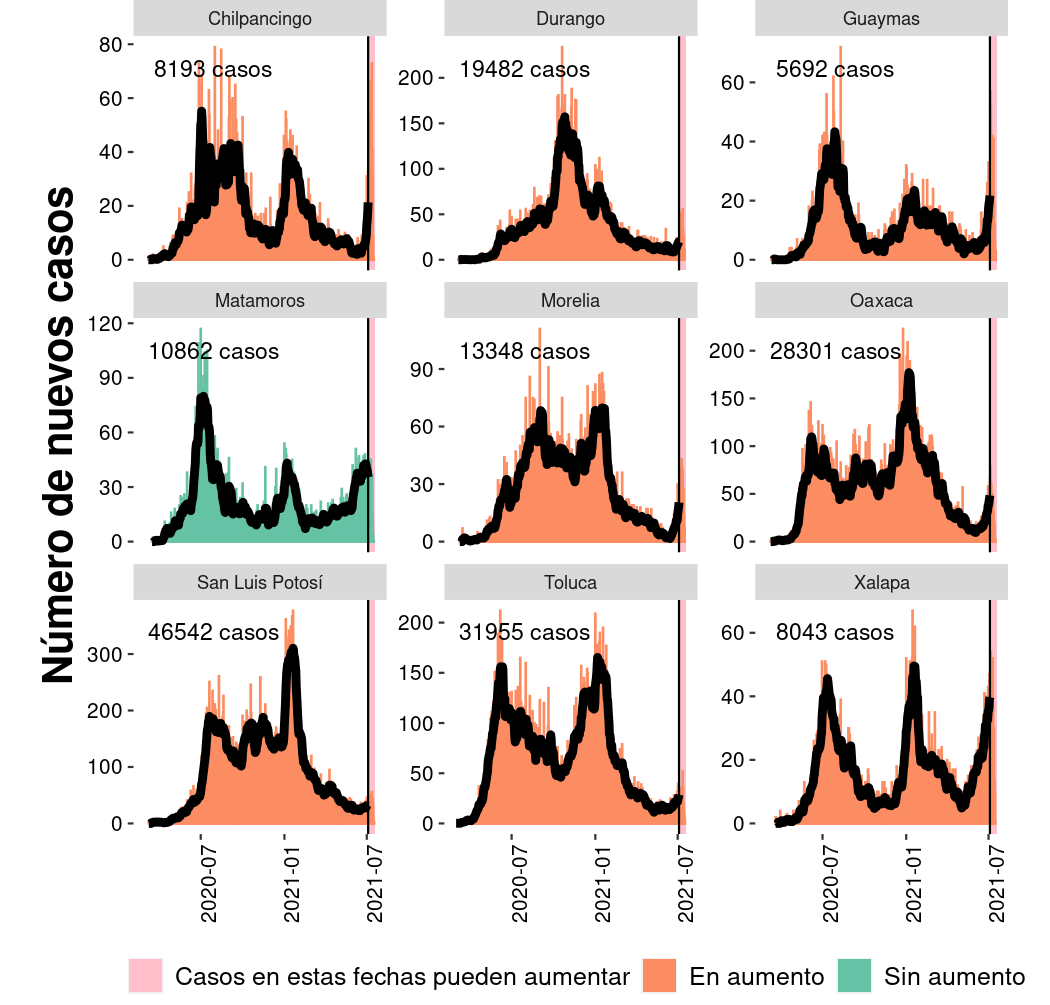 Número de nuevos casos
Chilpancingo
8193 casos
80
60
40
20
0
Durango
19482 casos
200
150
100
50
0
Guaymas
5692 casos
60
40
20
0
Matamoros
10862 casos
120
90
60
30
0
Morelia
13348 casos
90
60
30
0
Oaxaca
28301 casos
200
150
100
50
0
San Luis Potosí
46542 casos
300
200
100
0
Toluca
31955 casos
200
150
100
50
0
Xalapa
8043 casos
60
40
20
0
2020-07
2021-01
2021-07
2020-07
2021-01
2021-07
2020-07
2021-01
2021-07
Casos en estas fechas pueden aumentar
En aumento
Sin aumento